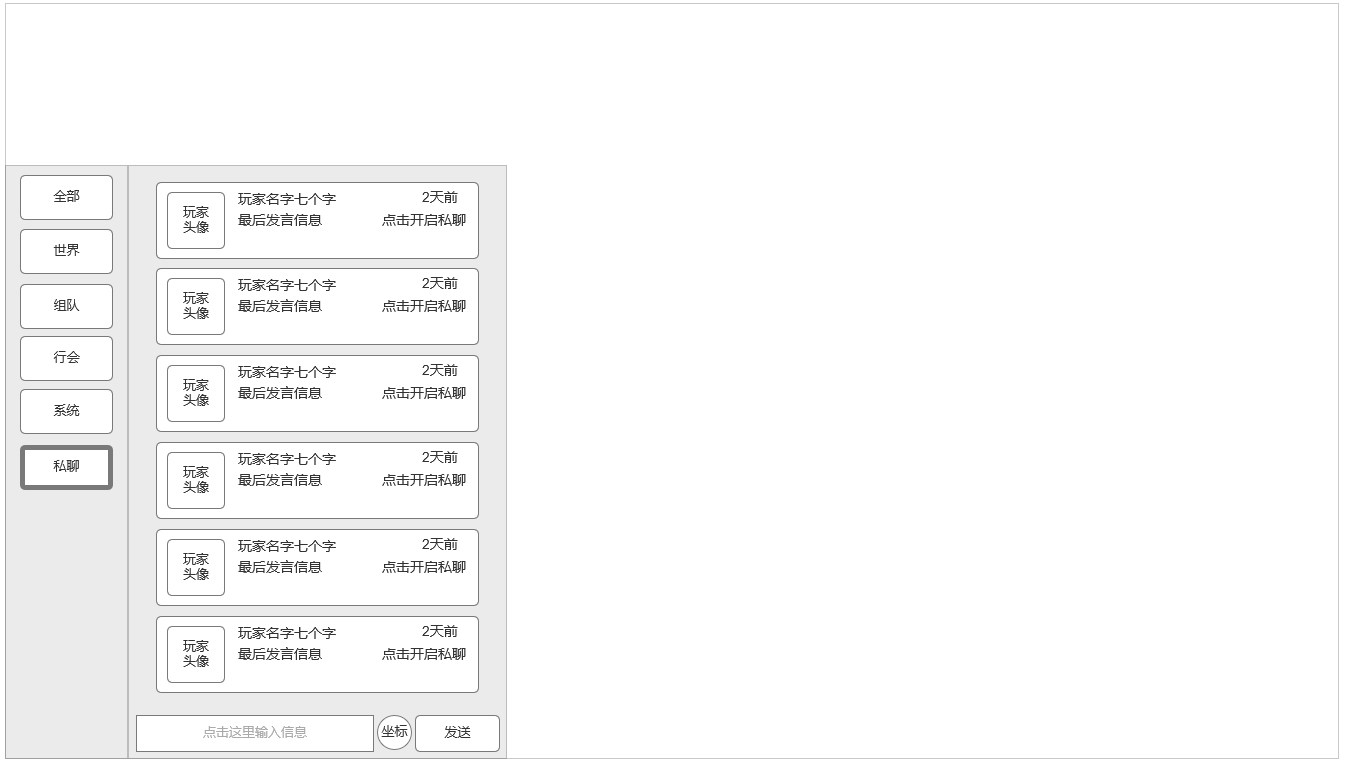 全部
世界
组队
行会
系统
私聊
玩家
头像
玩家名字七个字
2天前
最后发言信息
点击开启私聊
玩家
头像
玩家名字七个字
2天前
最后发言信息
点击开启私聊
玩家
头像
玩家名字七个字
2天前
最后发言信息
点击开启私聊
玩家
头像
玩家名字七个字
2天前
最后发言信息
点击开启私聊
玩家
头像
玩家名字七个字
2天前
最后发言信息
点击开启私聊
玩家
头像
玩家名字七个字
2天前
最后发言信息
点击开启私聊
点击这里输入信息
坐标
发送